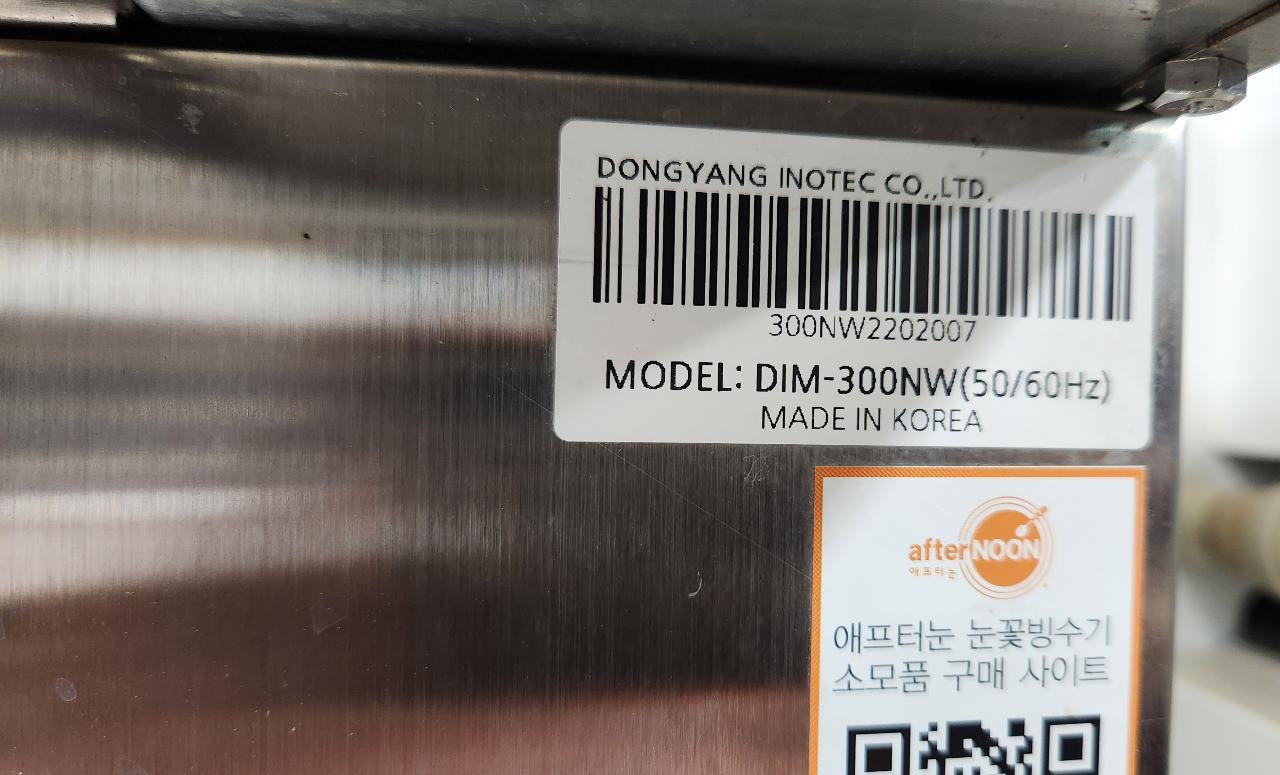 DONGYANG INOTEC CO.,LTD.
300NW2202007
MODEL: DIM-300NW(50/60Hz)
MADE IN KOREA
afterNOON
애프터눈
애프터눈 눈꽃빙수기
소모품 구매 사이트